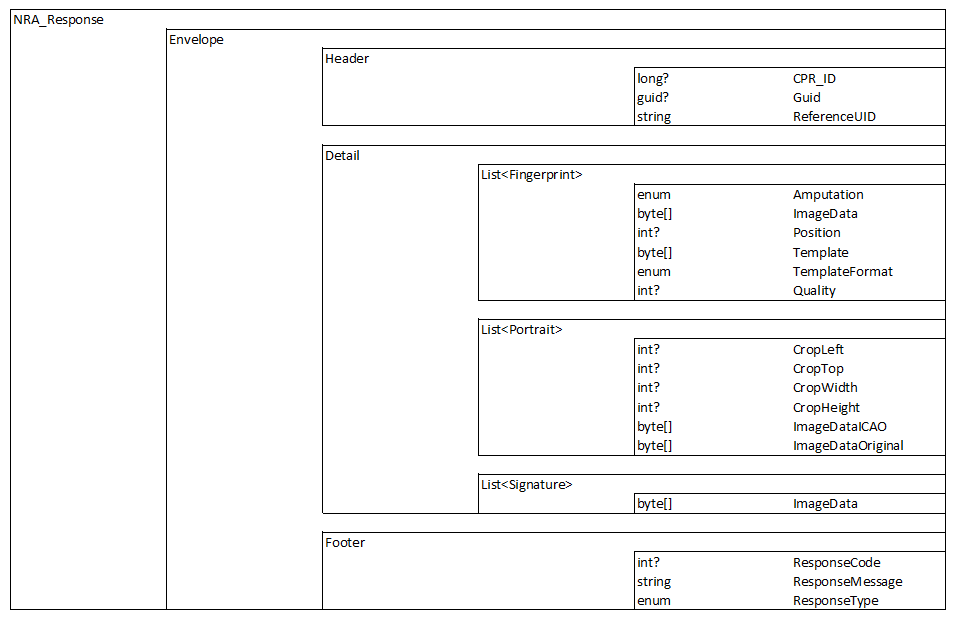 NRA_Response
Envelope
Header
long? CPR_ID
guid? Guid
string ReferenceUID
Detail
List<Fingerprint>
enum Amputation
byte[] ImageData
int? Position
byte[] Template
enum TemplateFormat
int? Quality
List<Portrait>
int? CropLeft
int? CropTop
int? CropWidth
int? CropHeight
byte[] ImageDataICAO
byte[] ImageDataOriginal
List<Signature>
byte[] ImageData
Footer
int? ResponseCode
string ResponseMessage
enum ResponseType